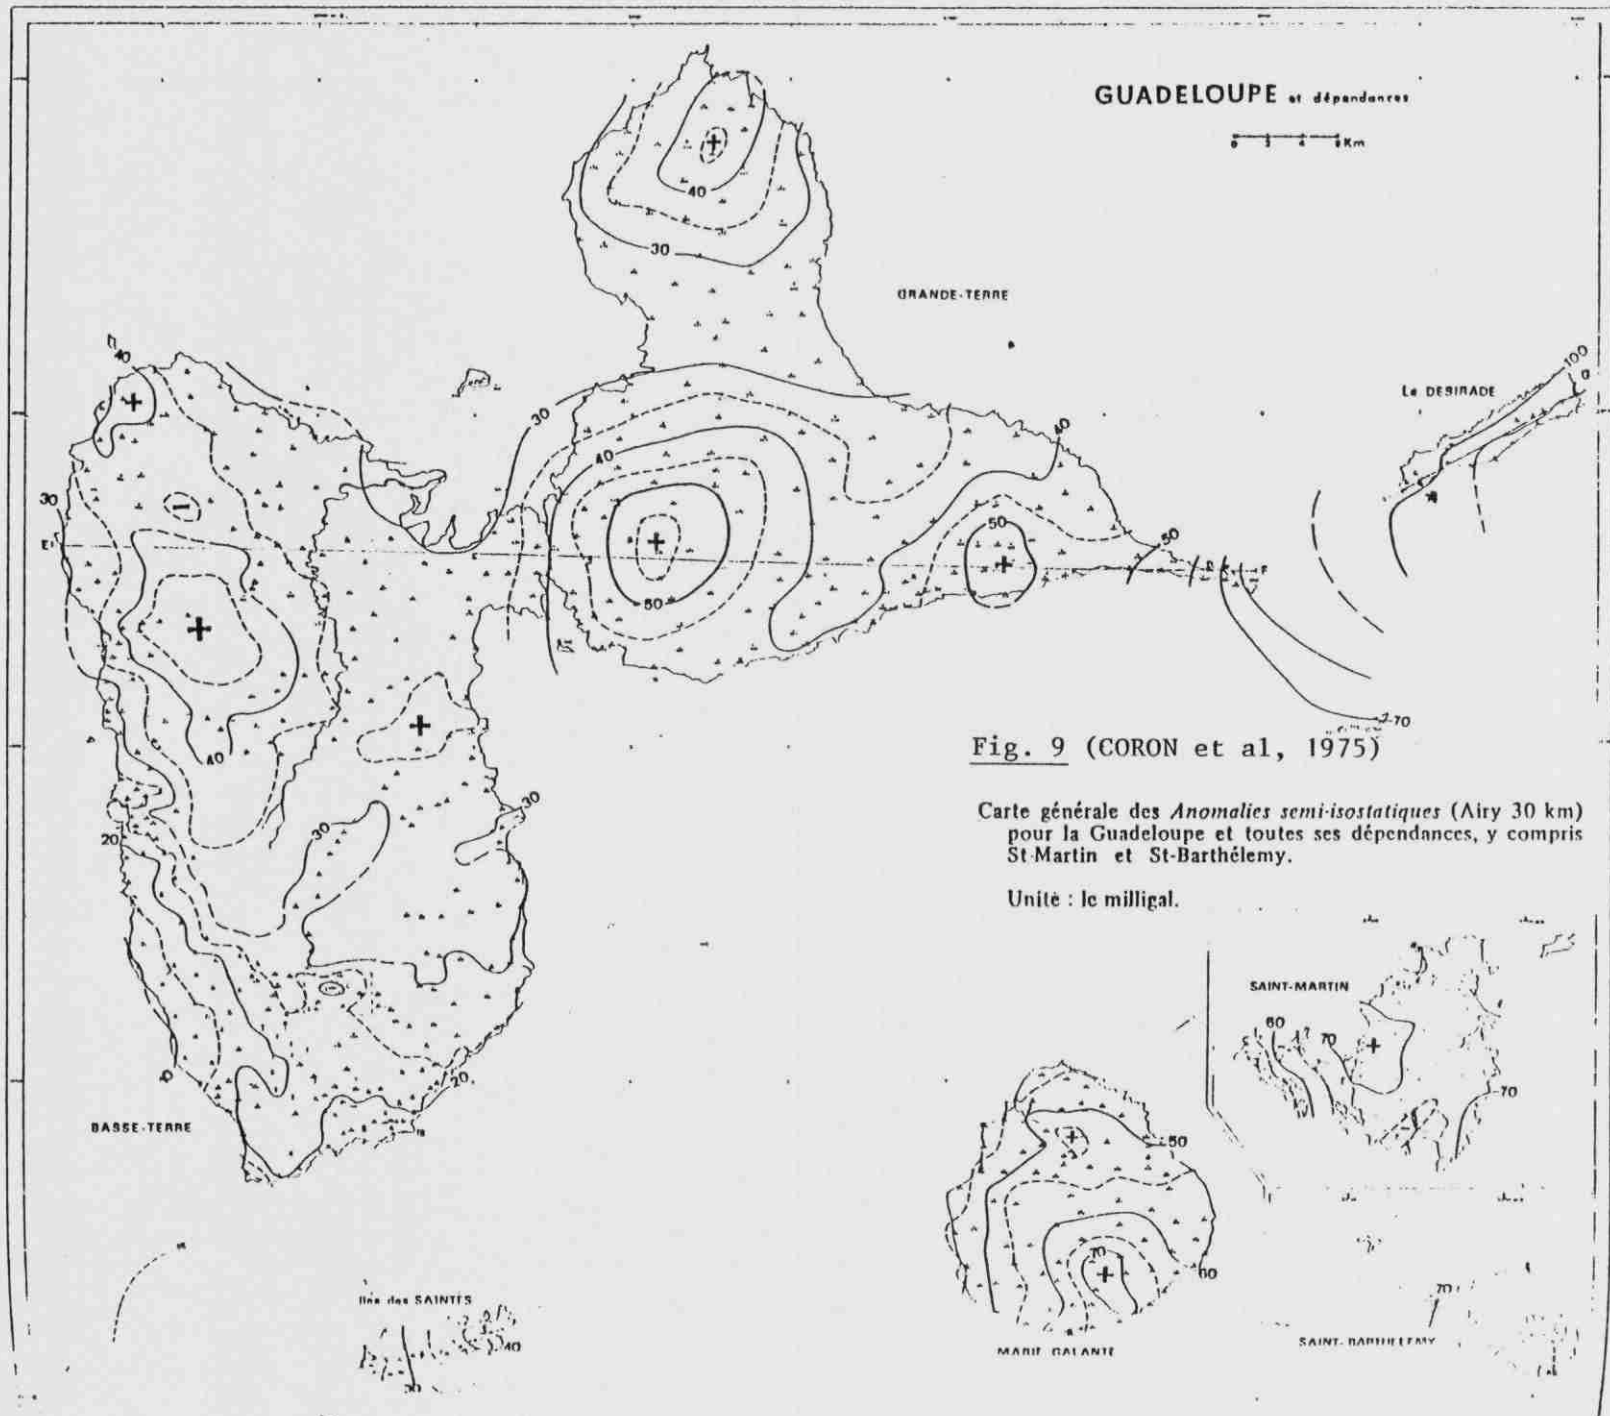 GUADELOUPE et dépendances
Km
40
30
GRANDE-TERRE
100
La DESIRADE
40
30
40
40
30
50
50
E'
F
50
40
70
Fig. 9 (CORON et al, 1975)
Carte générale des Anomalies semi-isostatiques (Airy 30 km)
pour la Guadeloupe et toutes ses dépendances, y compris
St-Martin et St-Barthélemy.
Unité : le milligal.
30
30
20
SAINT-MARTIN
60
70
70
20
BASSE-TERRE
50
70
60
Iles des SAINTES
40
30
MARIE GALANTE
70
SAINT-BARTHELEMY